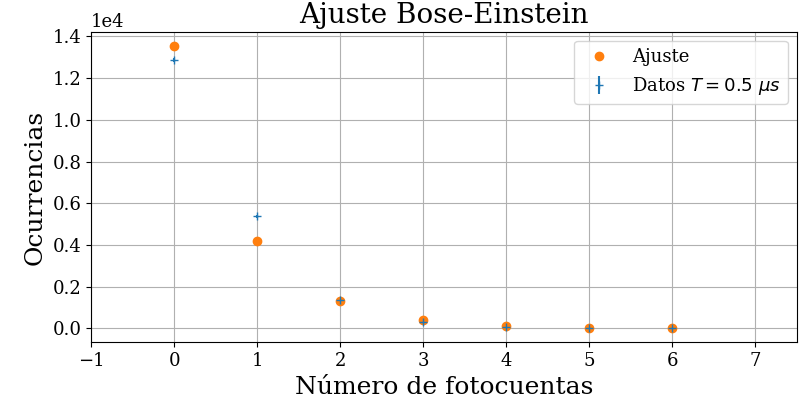 Ajuste Bose-Einstein
1e4
1.4
1.2
1.0
0.8
0.6
0.4
0.2
0.0
Ocurrencias
Ajuste
Datos T = 0.5 μs
−1
0
1
2
3
4
5
6
7
Número de fotocuentas